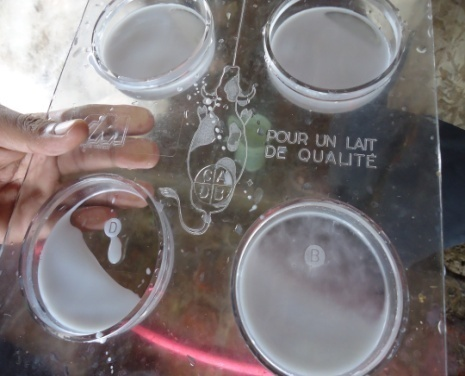 POUR UN LAIT
DE QUALITÉ
C A
D B
D
B